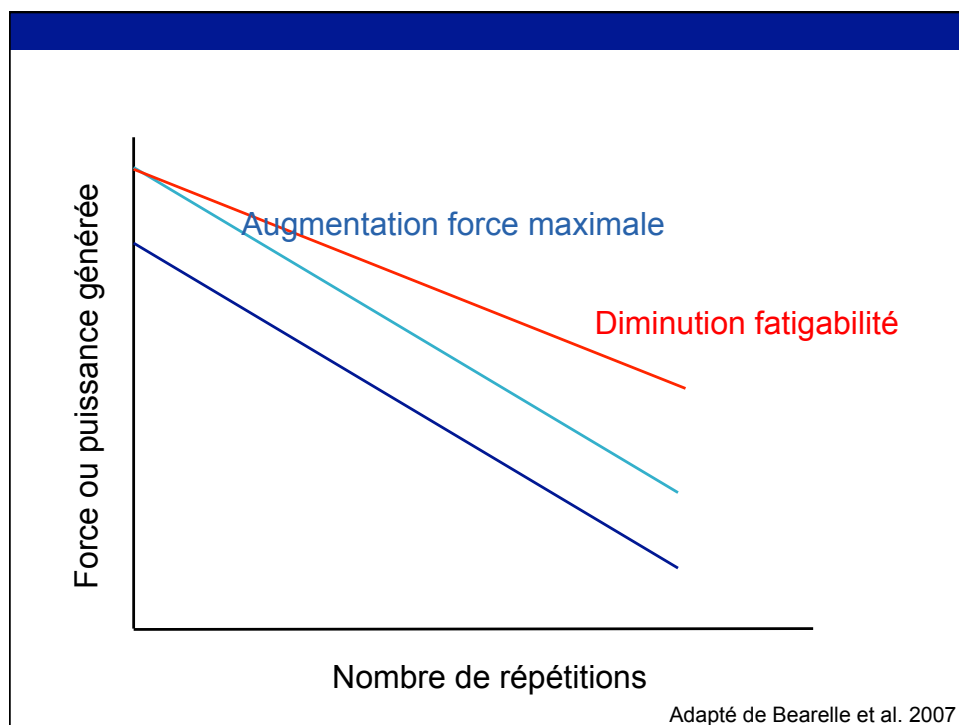 Force ou puissance générée
Augmentation force maximale
Diminution fatigabilité
Nombre de répétitions
Adapté de Bearelle et al. 2007